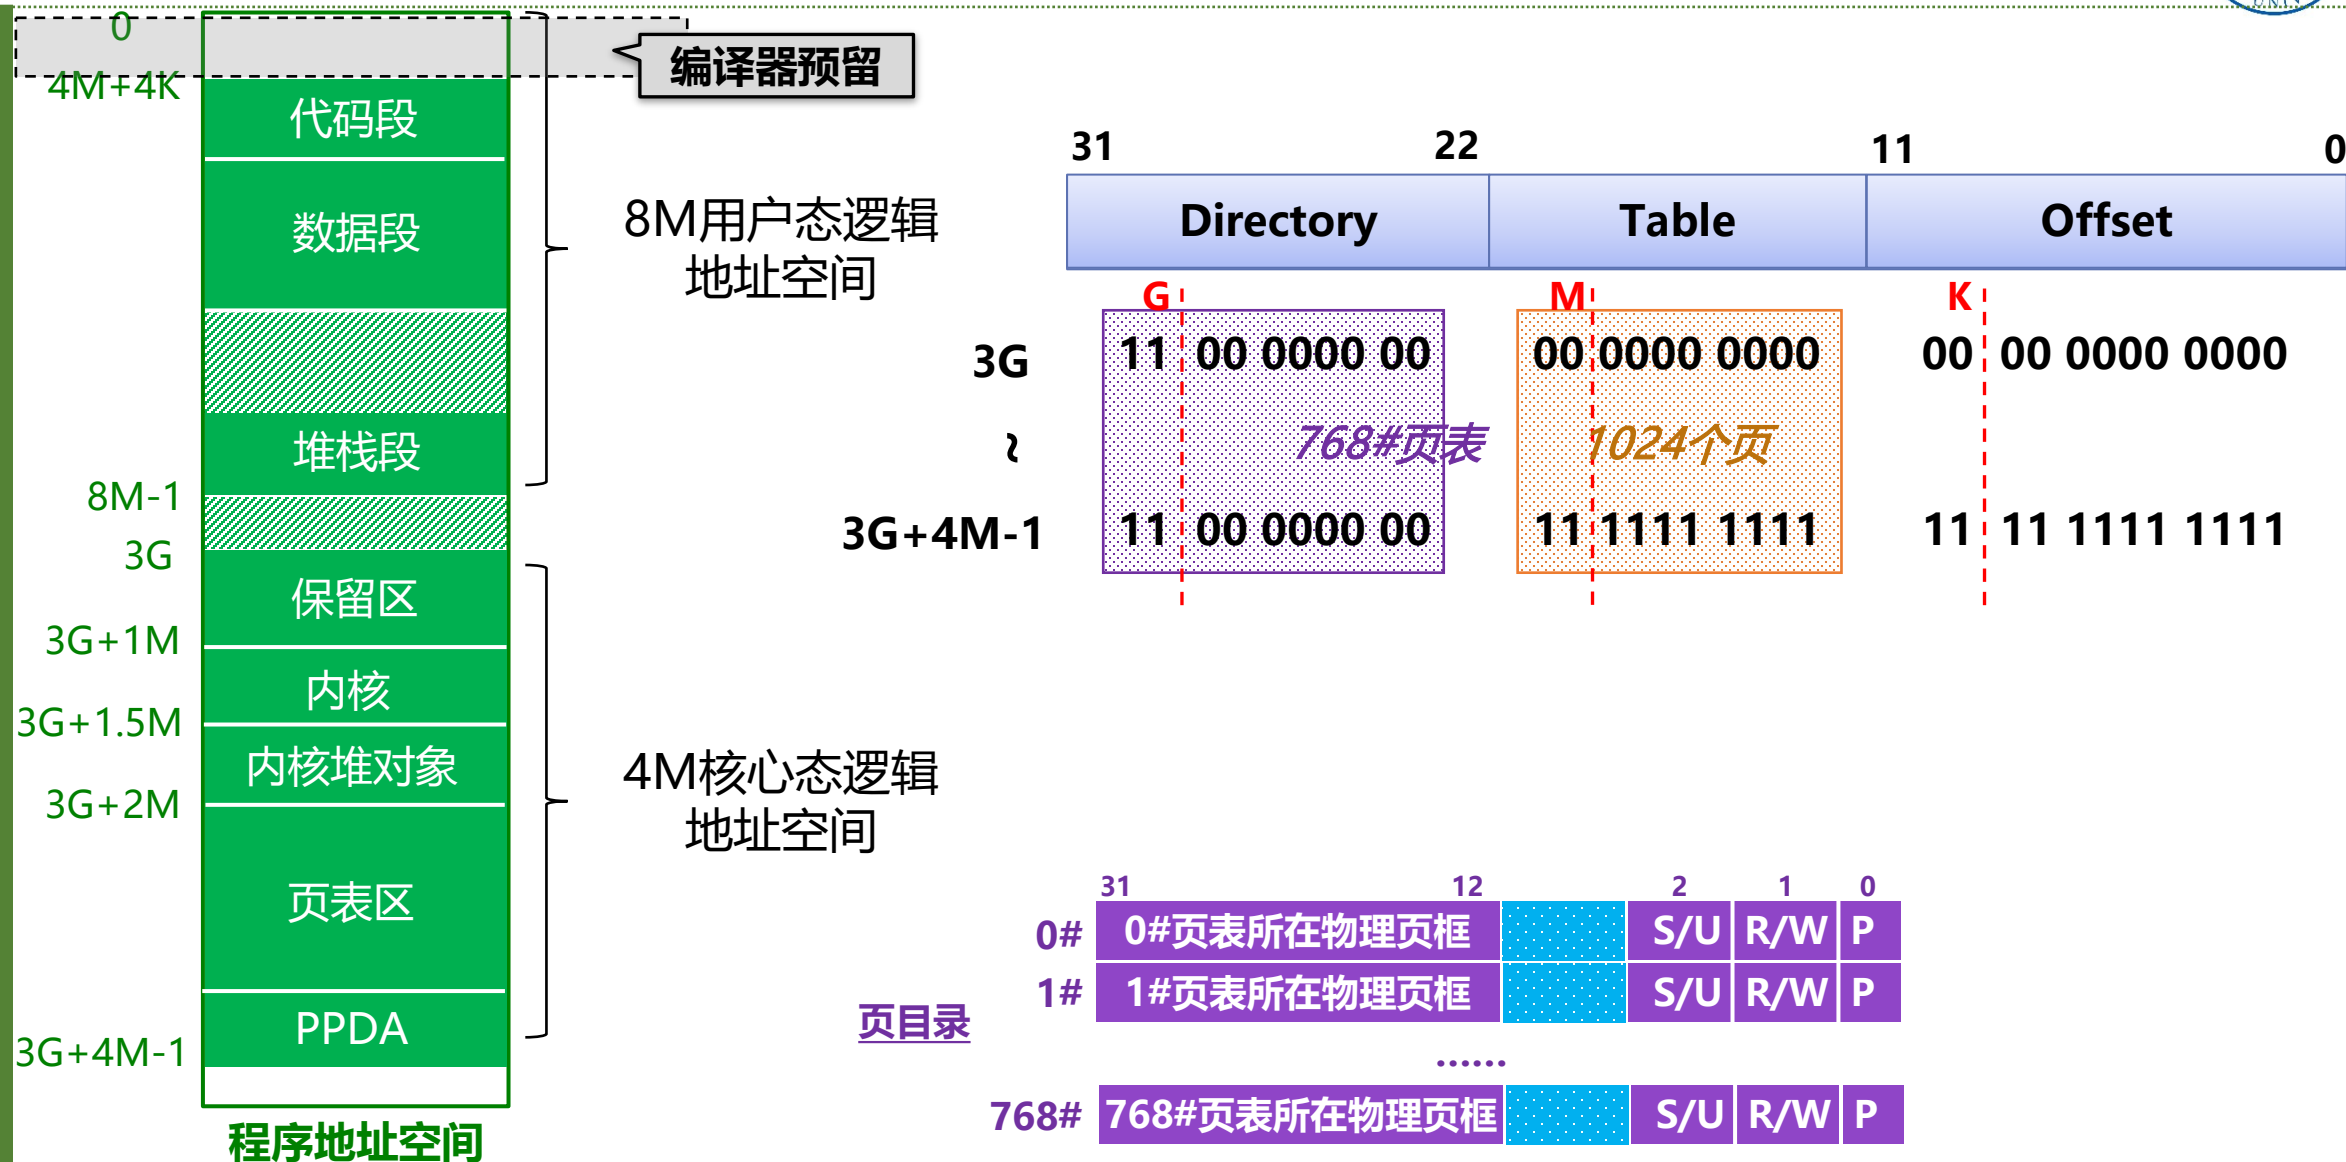 0
编译器预留
4M+4K
代码段
数据段
8M用户态逻辑
地址空间
堆栈段
8M-1
3G
保留区
3G+1M
内核
3G+1.5M
内核堆对象
3G+2M
4M核心态逻辑
地址空间
页表区
PPDA
3G+4M-1
程序地址空间
31 22 11 0
Directory Table Offset
G M K
3G 11 00 0000 00 00 0000 0000 00 00 0000 0000
~ 768#页表 1024个页
3G+4M-1 11 00 0000 00 11 1111 1111 11 11 1111 1111
31 12 2 1 0
0# 0#页表所在物理页框 S/U R/W P
1# 1#页表所在物理页框 S/U R/W P
页目录
......
768# 768#页表所在物理页框 S/U R/W P